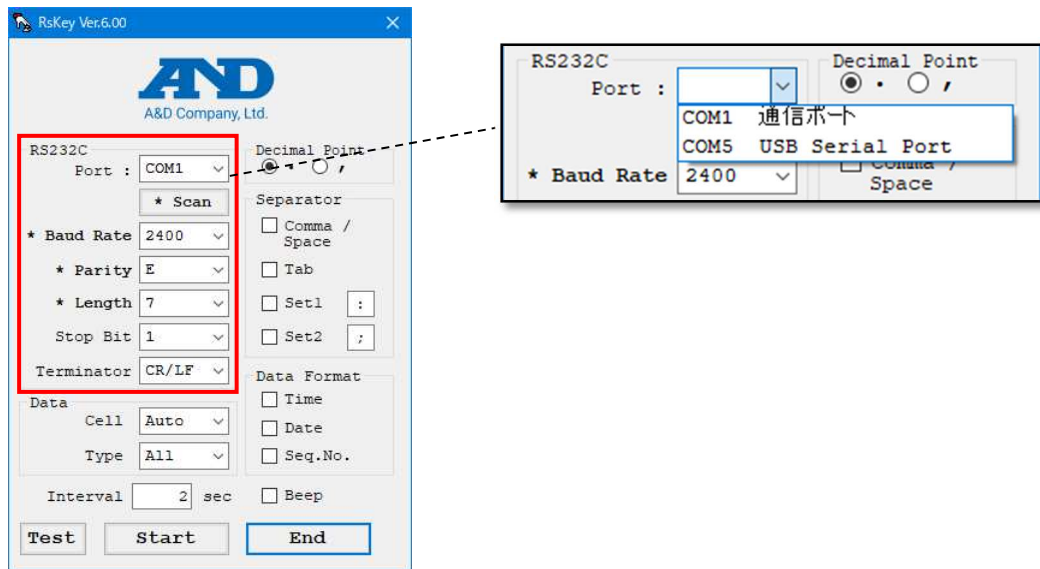 RsKey Ver.6.00
AND
A&D Company, Ltd.
RS232C
Port : COM1
* Scan
* Baud Rate 2400
* Parity E
* Length 7
Stop Bit 1
Terminator CR/LF
Decimal Point
. ,
Separator
Comma / Space
Tab
Set1 :
Set2 ;
Data
Cell Auto
Type All
Data Format
Time
Date
Seq.No.
Interval 2 sec
Beep
Test
Start
End
RS232C
Port :
COM1 通信ポート
COM5 USB Serial Port
* Baud Rate 2400
Decimal Point
. ,
Comma /
Space